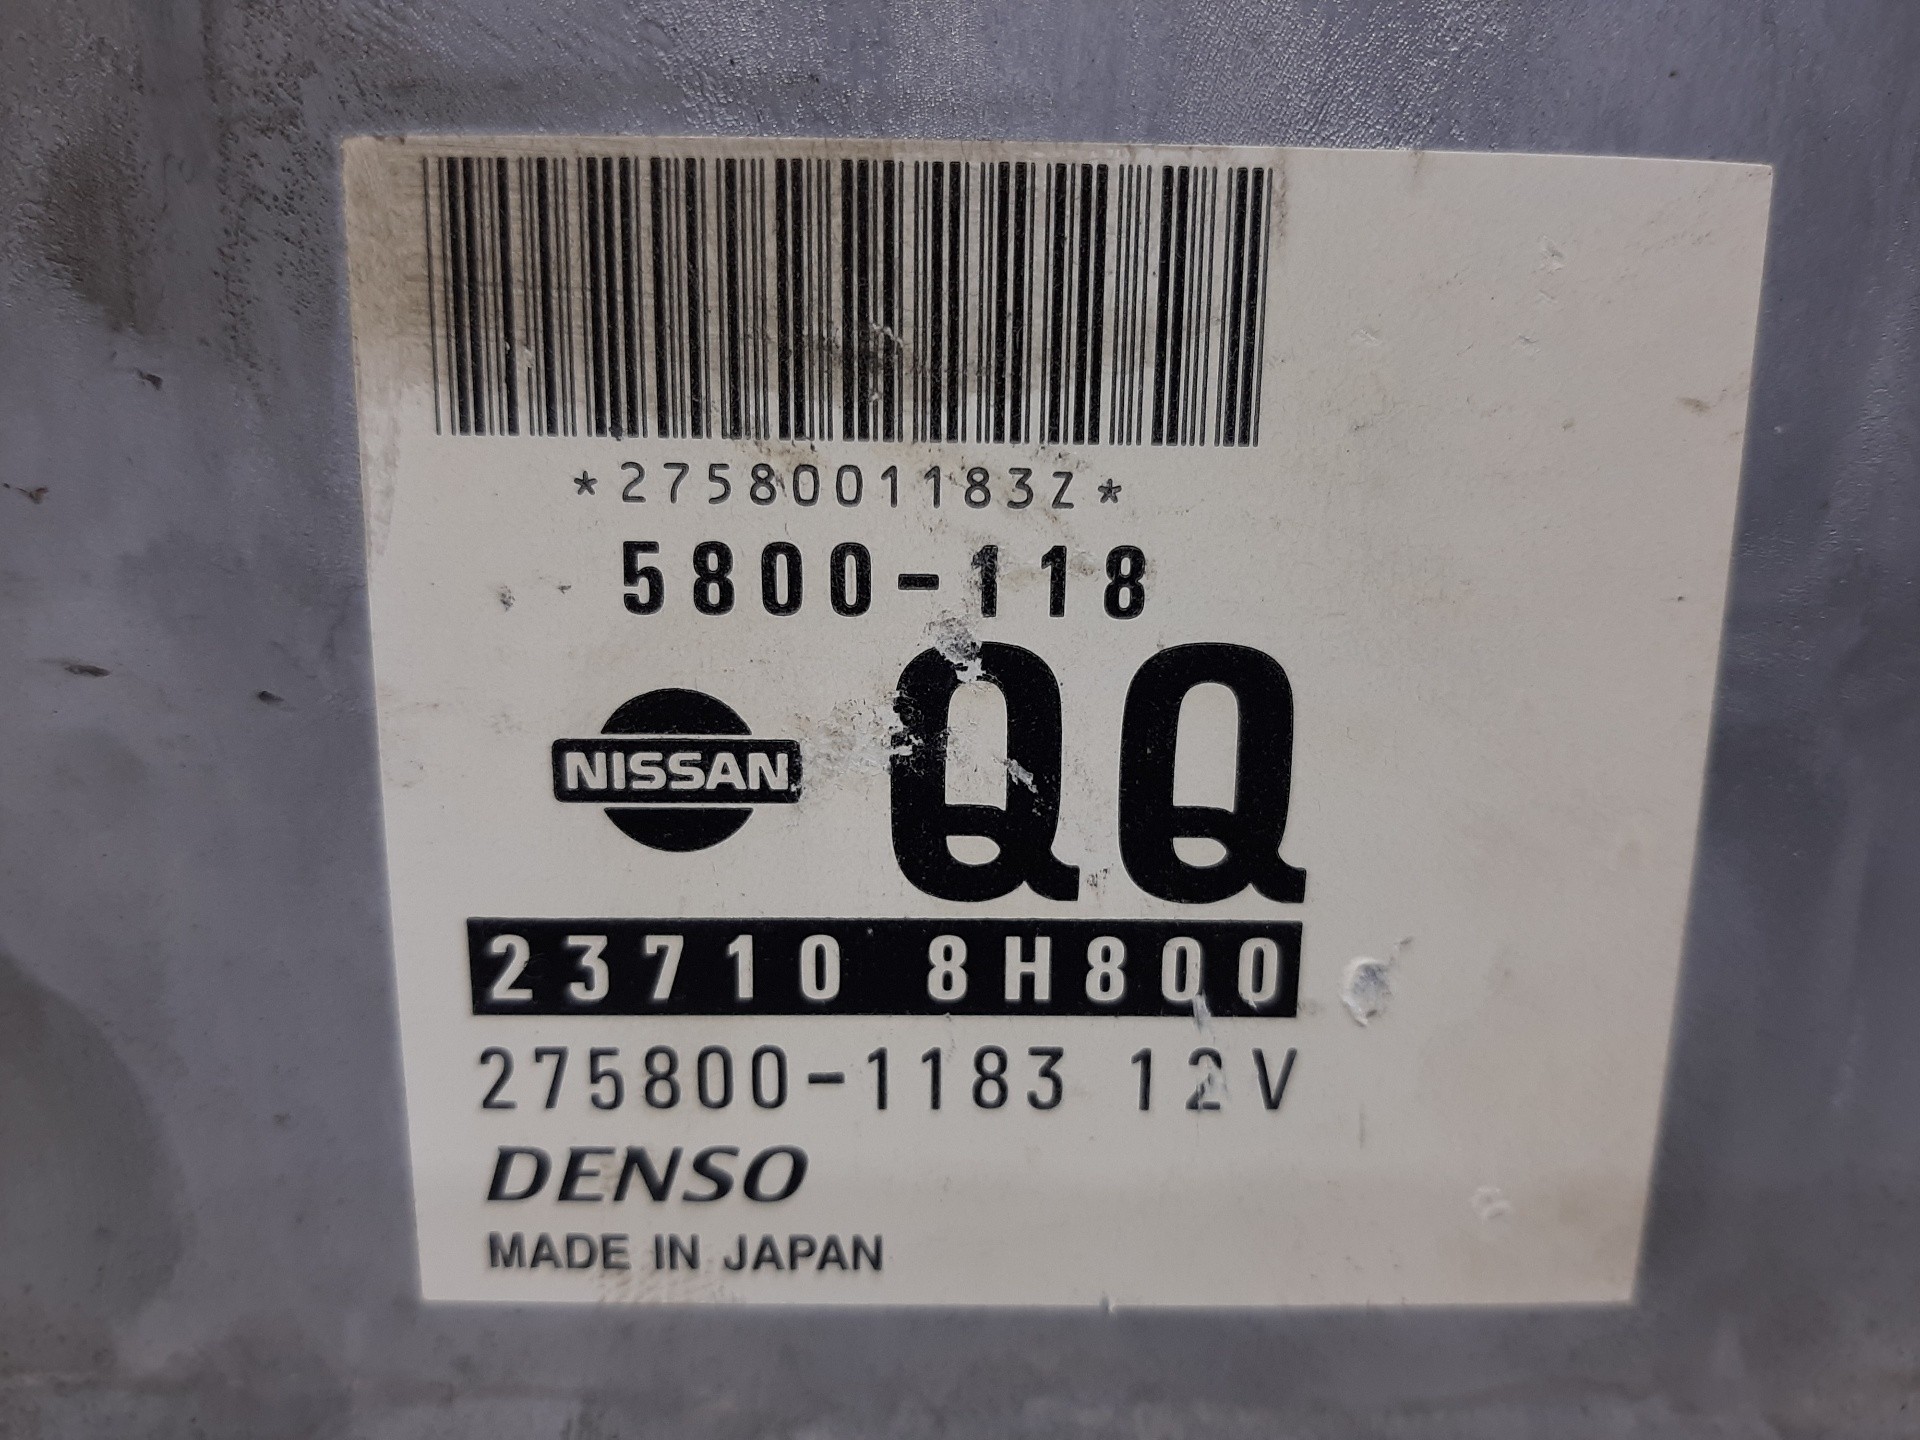 *2758001183Z*
5800-118
NISSAN QQ
23710 8H800
275800-1183 12V
DENSO
MADE IN JAPAN